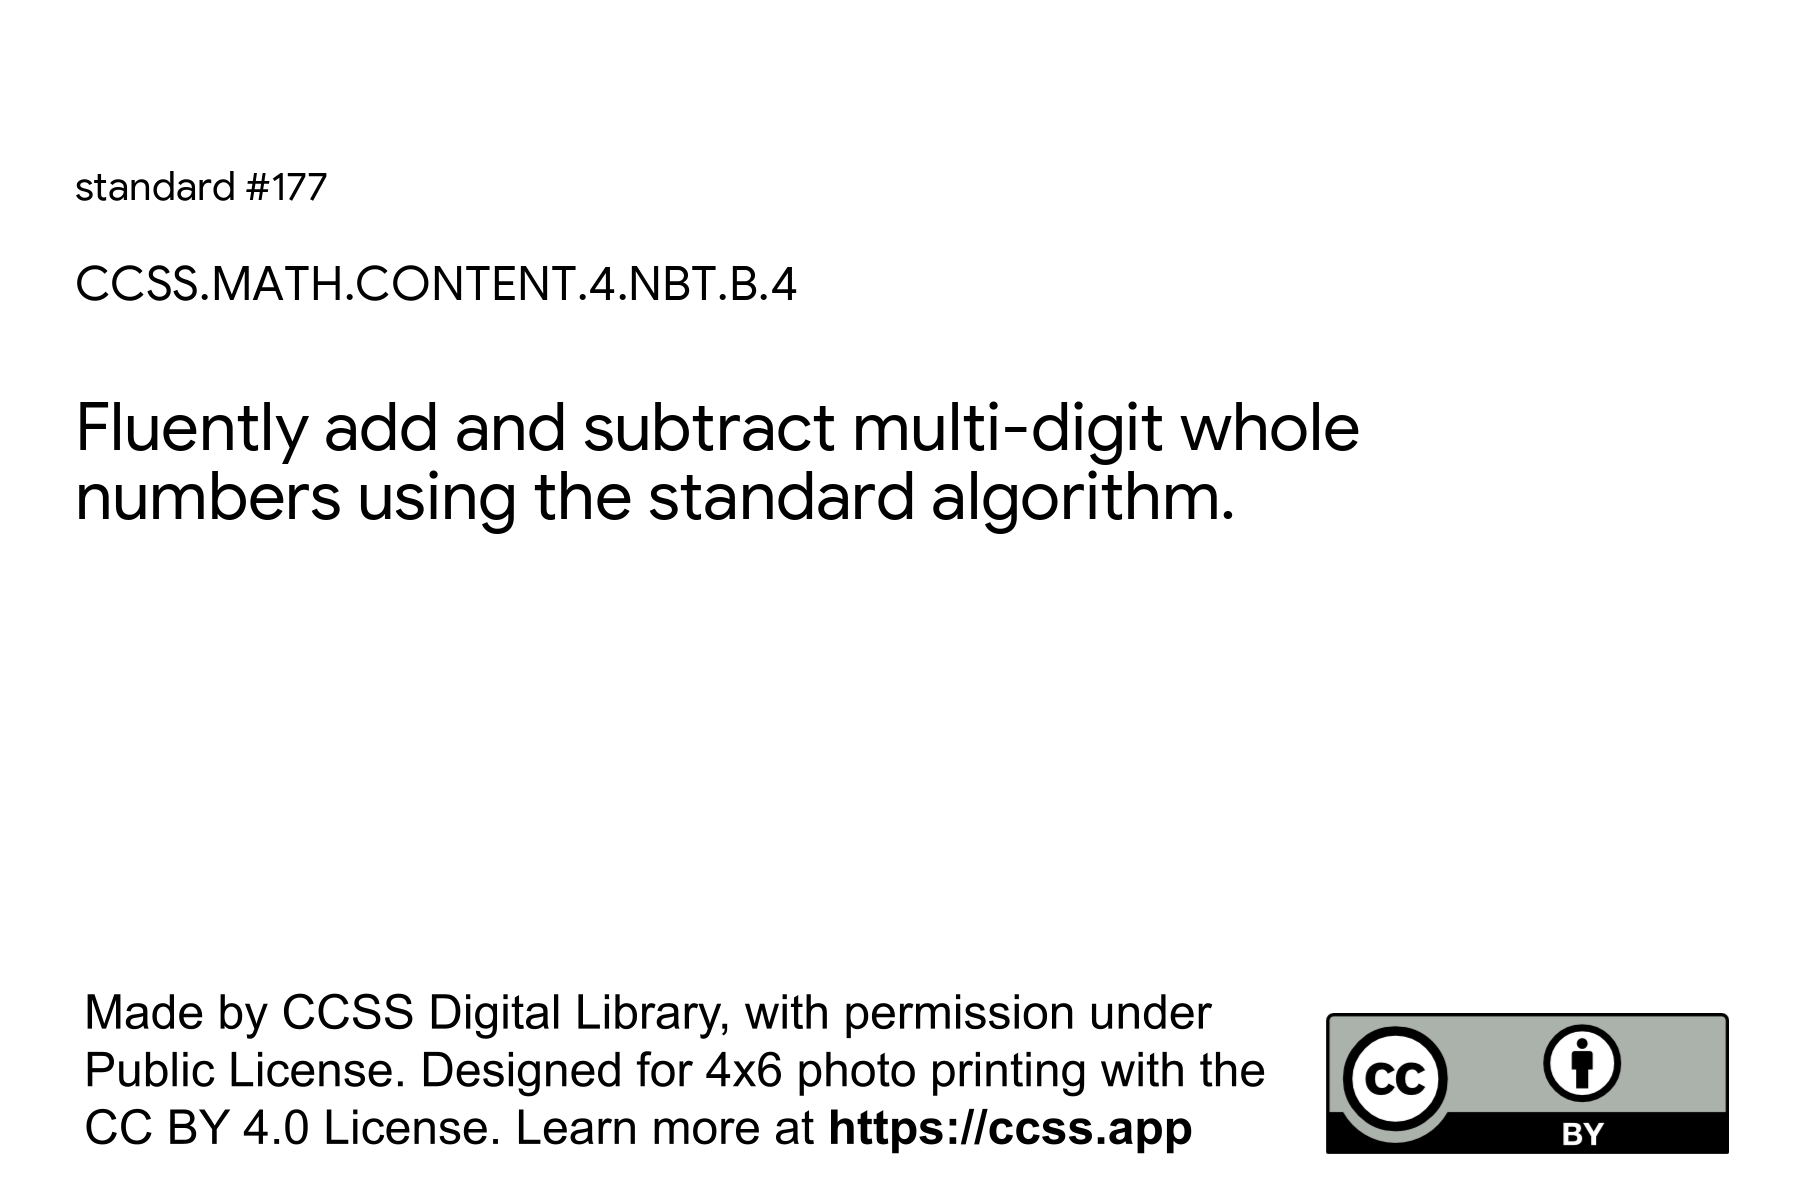 standard #177
CCSS.MATH.CONTENT.4.NBT.B.4
Fluently add and subtract multi-digit whole
numbers using the standard algorithm.
Made by CCSS Digital Library, with permission under
Public License. Designed for 4x6 photo printing with the
CC BY 4.0 License. Learn more at https://ccss.app
CC
BY